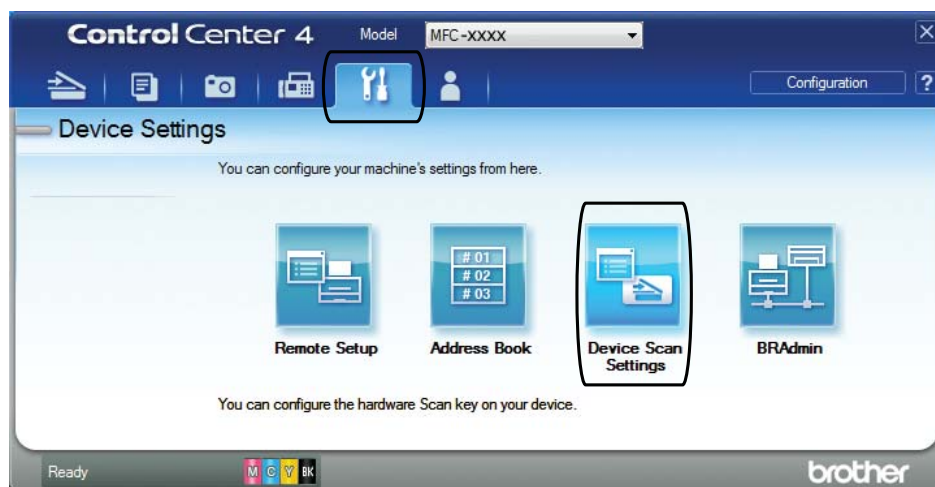 Control Center 4 Model MFC-XXXX
Configuration ?
Device Settings
You can configure your machine's settings from here.
# 01
# 02
# 03
Remote Setup Address Book Device Scan Settings BRAdmin
You can configure the hardware Scan key on your device.
Ready M C Y BK brother